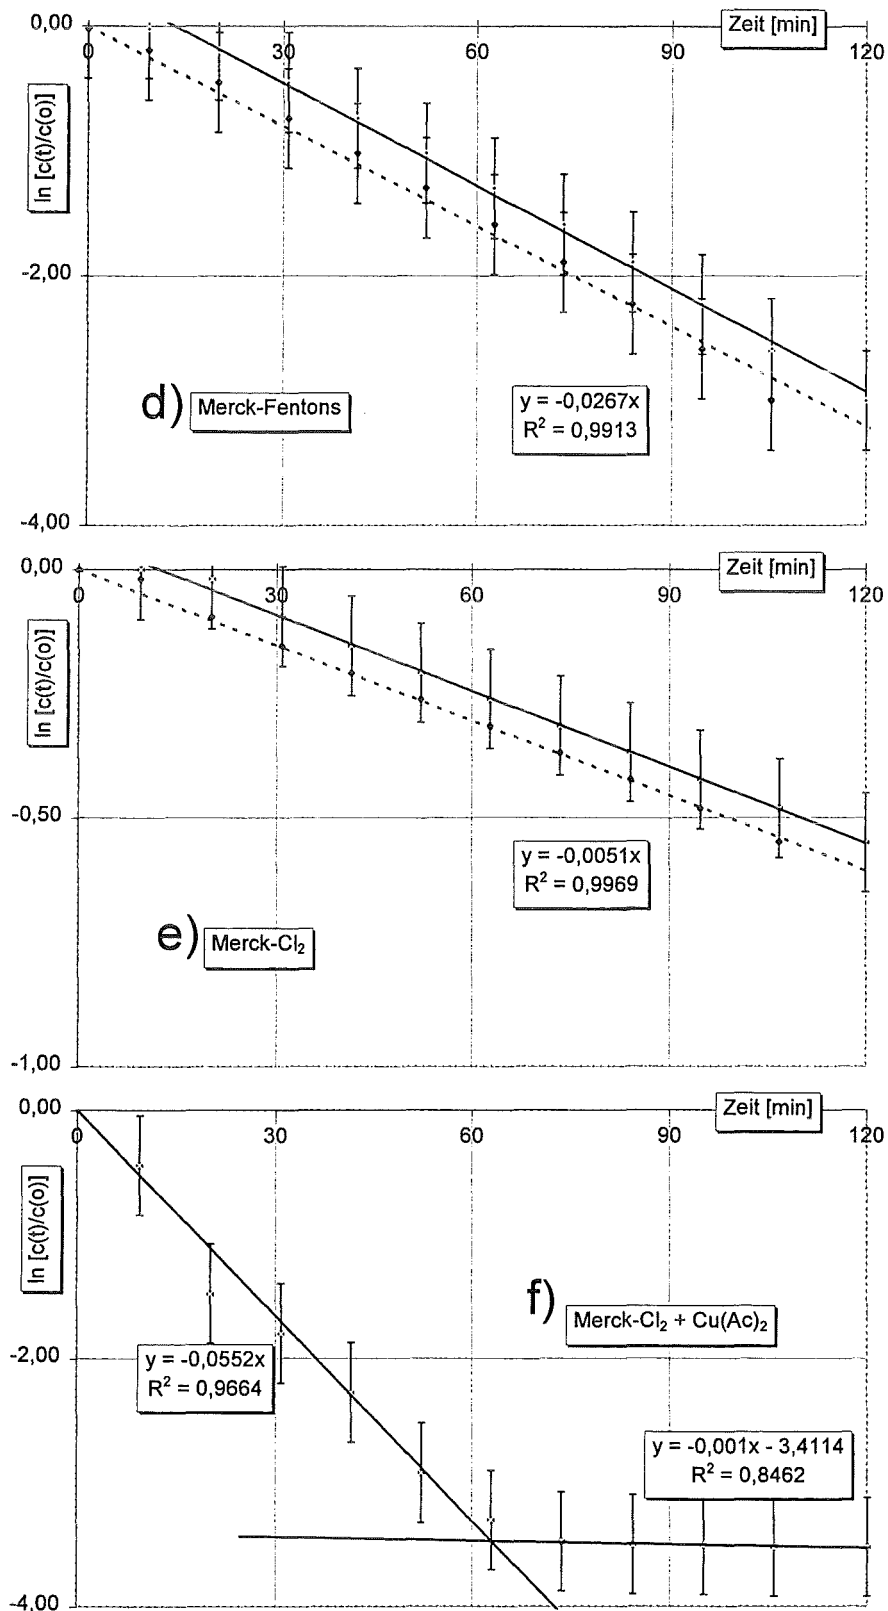 0,00
Zeit [min]
0 30 60 90 120
ln [c(t)/c(o)]
-2,00
d) Merck-Fentons
y = -0,0267x
R² = 0,9913
-4,00
0,00
Zeit [min]
0 30 60 90 120
ln [c(t)/c(o)]
-0,50
y = -0,0051x
R² = 0,9969
e) Merck-Cl₂
-1,00
0,00
Zeit [min]
0 30 60 90 120
ln [c(t)/c(o)]
f) Merck-Cl₂ + Cu(Ac)₂
-2,00
y = -0,0552x
R² = 0,9664
y = -0,001x - 3,4114
R² = 0,8462
-4,00